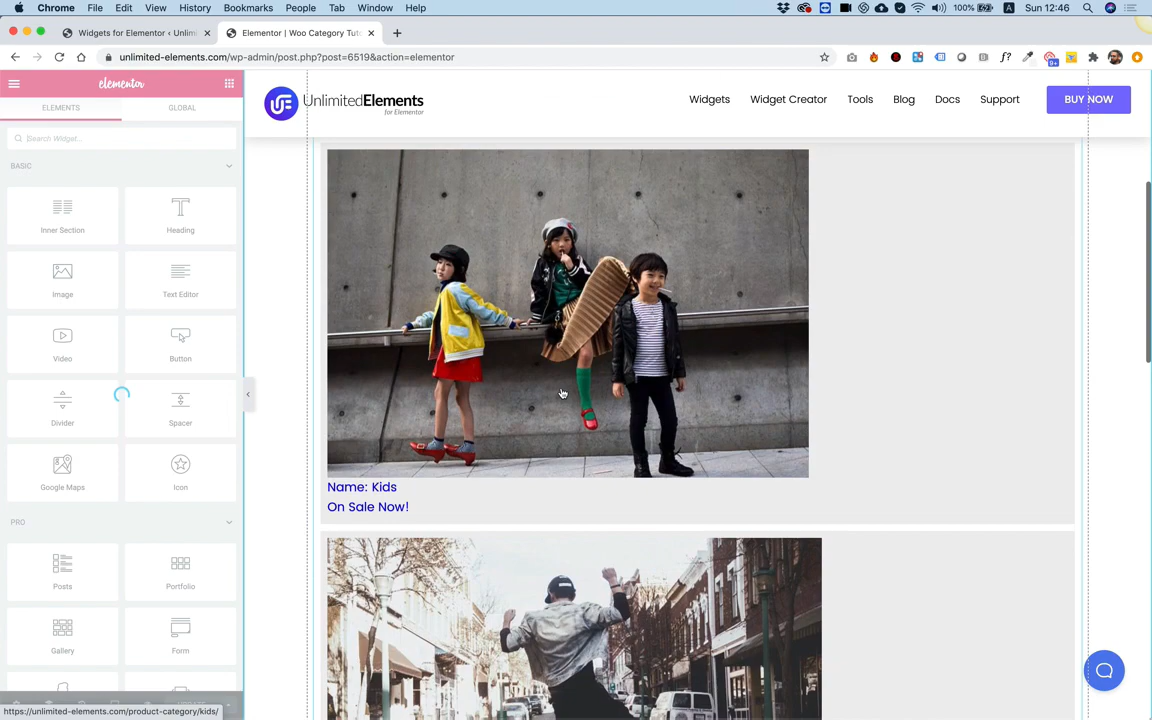 Chrome File Edit View History Bookmarks People Tab Window Help
100% A Sun 12:46
Widgets for Elementor ‹ Unlim
Elementor | Woo Category Tuto
unlimited-elements.com/wp-admin/post.php?post=6519&action=elementor
f?
9+
elementor
ELEMENTS GLOBAL
Search Widget...
BASIC
Inner Section Heading
Image Text Editor
Video Button
Divider Spacer
Google Maps Icon
PRO
Posts Portfolio
Gallery Form
https://unlimited-elements.com/product-category/kids/
UnlimitedElements
for Elementor
Widgets Widget Creator Tools Blog Docs Support BUY NOW
Name: Kids
On Sale Now!